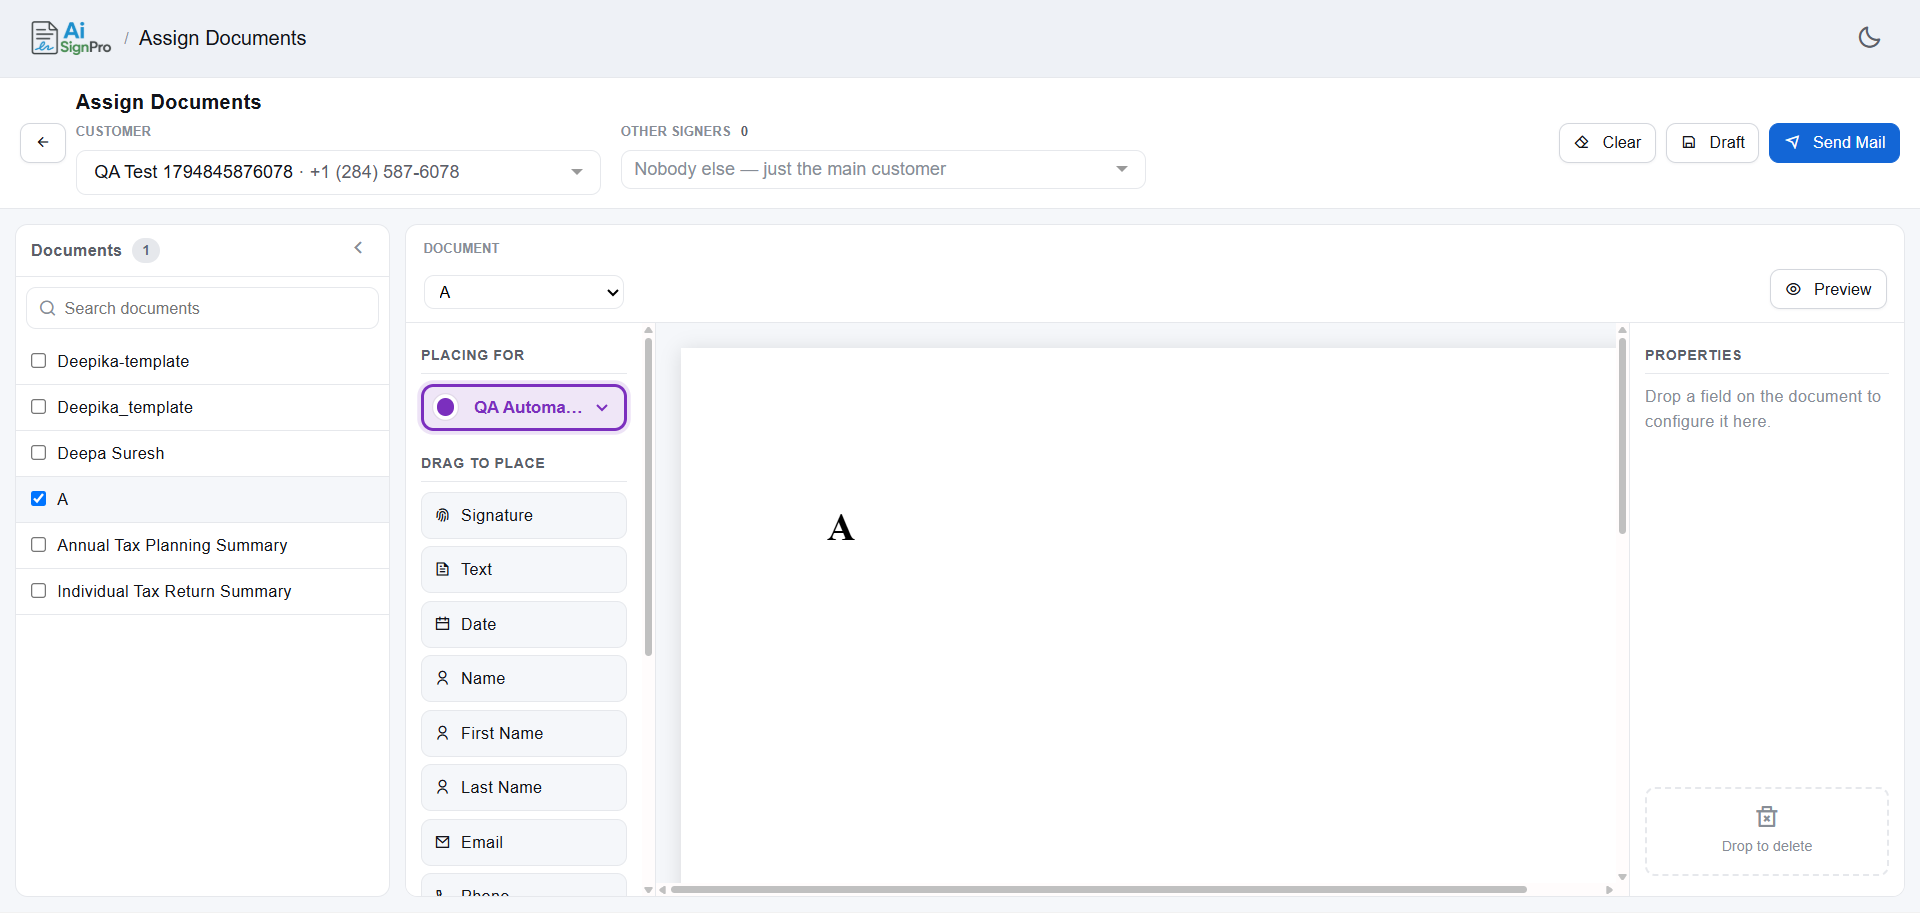 Ai
SignPro
/ Assign Documents
Assign Documents
CUSTOMER
QA Test 1794845876078 · +1 (284) 587-6078
OTHER SIGNERS 0
Nobody else — just the main customer
Clear
Draft
Send Mail
Documents 1
Search documents
Deepika-template
Deepika_template
Deepa Suresh
A
Annual Tax Planning Summary
Individual Tax Return Summary
DOCUMENT
A
Preview
PLACING FOR
QA Automa...
DRAG TO PLACE
Signature
Text
Date
Name
First Name
Last Name
Email
Phone
A
PROPERTIES
Drop a field on the document to
configure it here.
Drop to delete